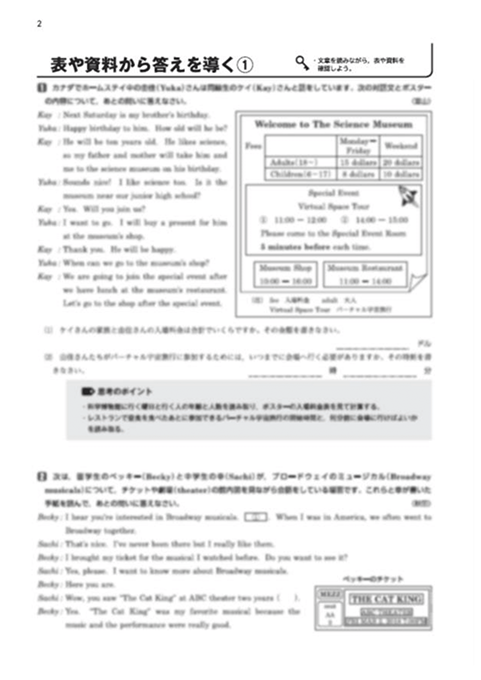 2
表や資料から答えを導く①
・文章を読みながら、表や資料を
確認しよう。
1 カナダでホームステイ中の由佳(Yuka)さんは同級生のケイ(Kay)さんと話をしています。次の対話文とポスター
の内容について、あとの問いに答えなさい。
Kay : Next Saturday is my brother's birthday.
Yuka : Happy birthday to him. How old will he be?
Kay : He will be ten years old. He likes science,
so my father and mother will take him and
me to the science museum on his birthday.
Yuka : Sounds nice! I like science too. Is it the
museum near our junior high school?
Kay : Yes. Will you join us?
Yuka : I want to go. I will buy a present for him
at the museum's shop.
Kay : Thank you. He will be happy.
Yuka : When can we go to the museum's shop?
Kay : We are going to join the special event after
we have lunch at the museum's restaurant.
Let's go to the shop after the special event.
Welcome to The Science Museum
Fees
Monday～Friday Weekend
Adults(18～) 15 dollars 20 dollars
Children(6～17) 8 dollars 10 dollars
Special Event
Virtual Space Tour
① 11:00 ～ 12:00 ② 14:00 ～ 15:00
Please come to the Special Event Room
5 minutes before each time.
Museum Shop
10:00 ～ 16:00
Museum Restaurant
11:00 ～ 14:00
(注) fee 入場料金 adult 大人
Virtual Space Tour バーチャル宇宙旅行
(1) ケイさんの家族と由佳さんの入場料金は合計でいくらですか。その金額を書きなさい。
ドル
(2) 由佳さんたちがバーチャル宇宙旅行に参加するためには、いつまでに会場へ行く必要がありますか。その時刻を書
きなさい。
時 分
思考のポイント
・科学博物館に行く曜日と行く人の年齢と人数を読み取り、ポスターの入場料金表を見て計算する。
・レストランで昼食を食べたあとに参加できるバーチャル宇宙旅行の開始時間と、何分前に会場に行けばよいか
を読み取る。
2 次は、留学生のベッキー(Becky)と中学生の幸(Sachi)が、ブロードウェイのミュージカル(Broadway
musicals)について、チケットや劇場(theater)の館内図を見ながら会話をしている場面です。これらと幸が書いた
手紙を読んで、あとの問いに答えなさい。
Becky : I hear you're interested in Broadway musicals. ① . When I was in America, we often went to
Broadway together.
Sachi : That's nice. I've never been there but I really like them.
Becky : I brought my ticket for the musical I watched before. Do you want to see it?
Sachi : Yes, please. I want to know more about Broadway musicals.
Becky : Here you are.
Sachi : Wow, you saw "The Cat King" at ABC theater two years ( ).
Becky : Yes. "The Cat King" was my favorite musical because the
music and the performance were really good.
ベッキーのチケット
MEZZ
THE CAT KING
ABC THEATER